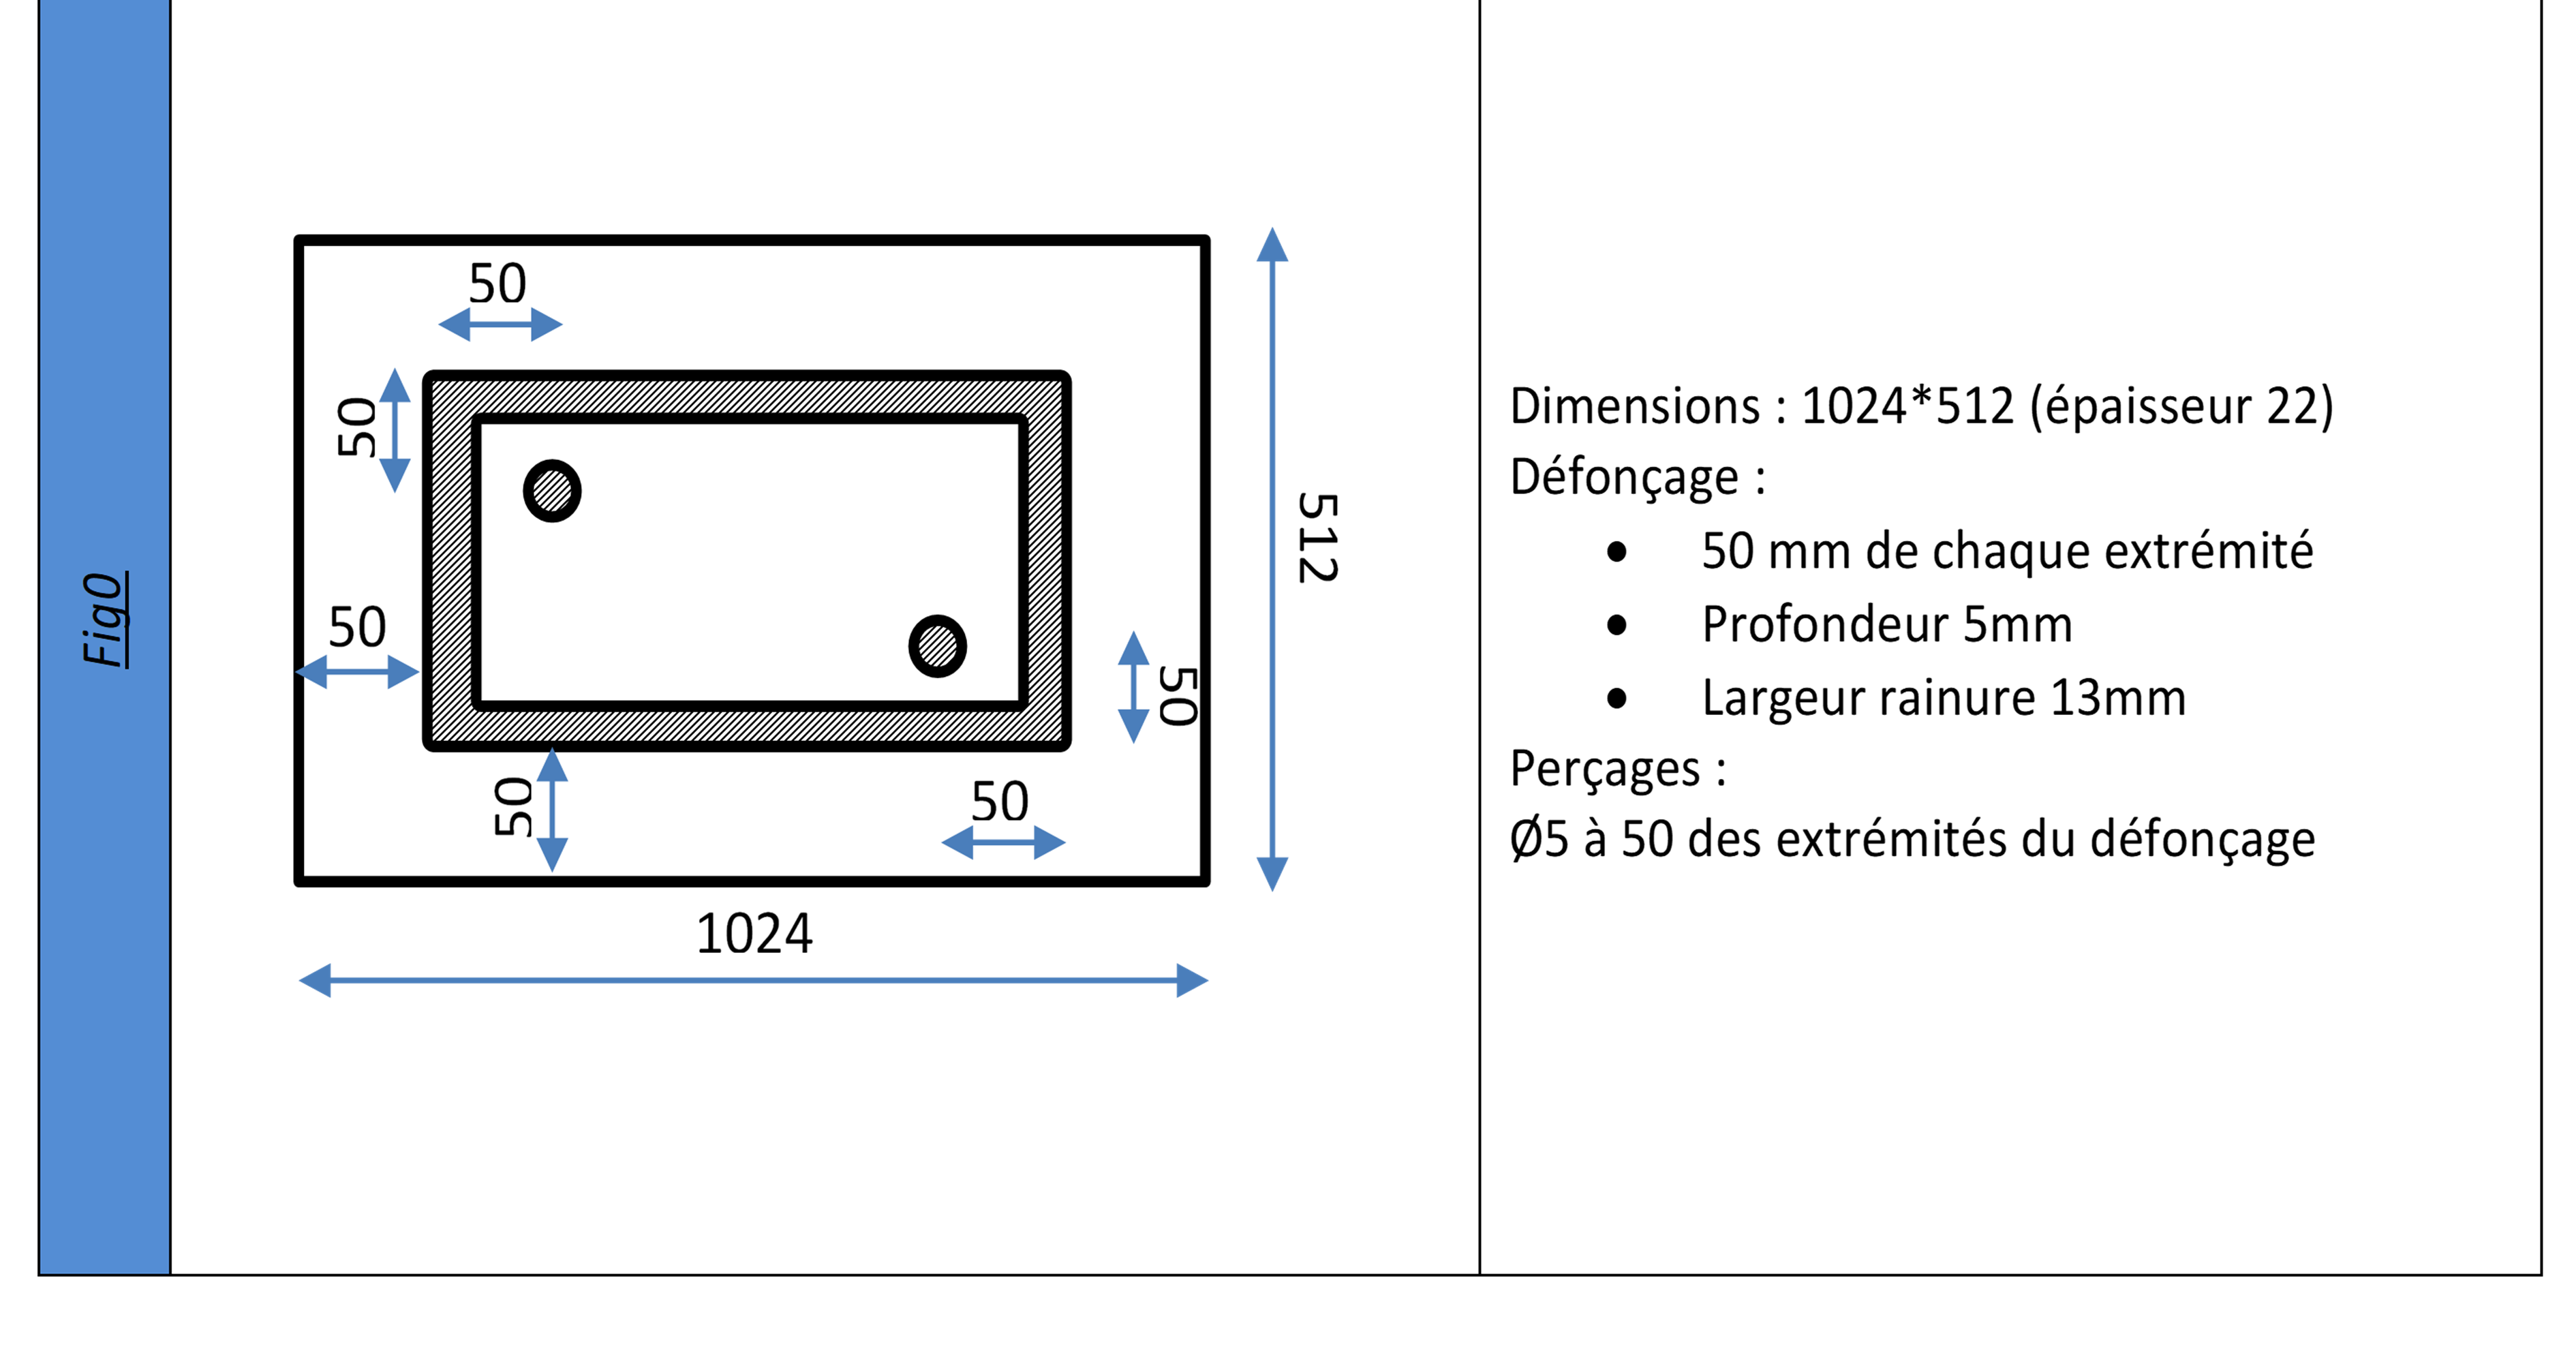 Fig0
50
50
50
50
50
50
512
1024
Dimensions : 1024*512 (épaisseur 22)
Défonçage :
• 50 mm de chaque extrémité
• Profondeur 5mm
• Largeur rainure 13mm
Perçages :
Ø5 à 50 des extrémités du défonçage